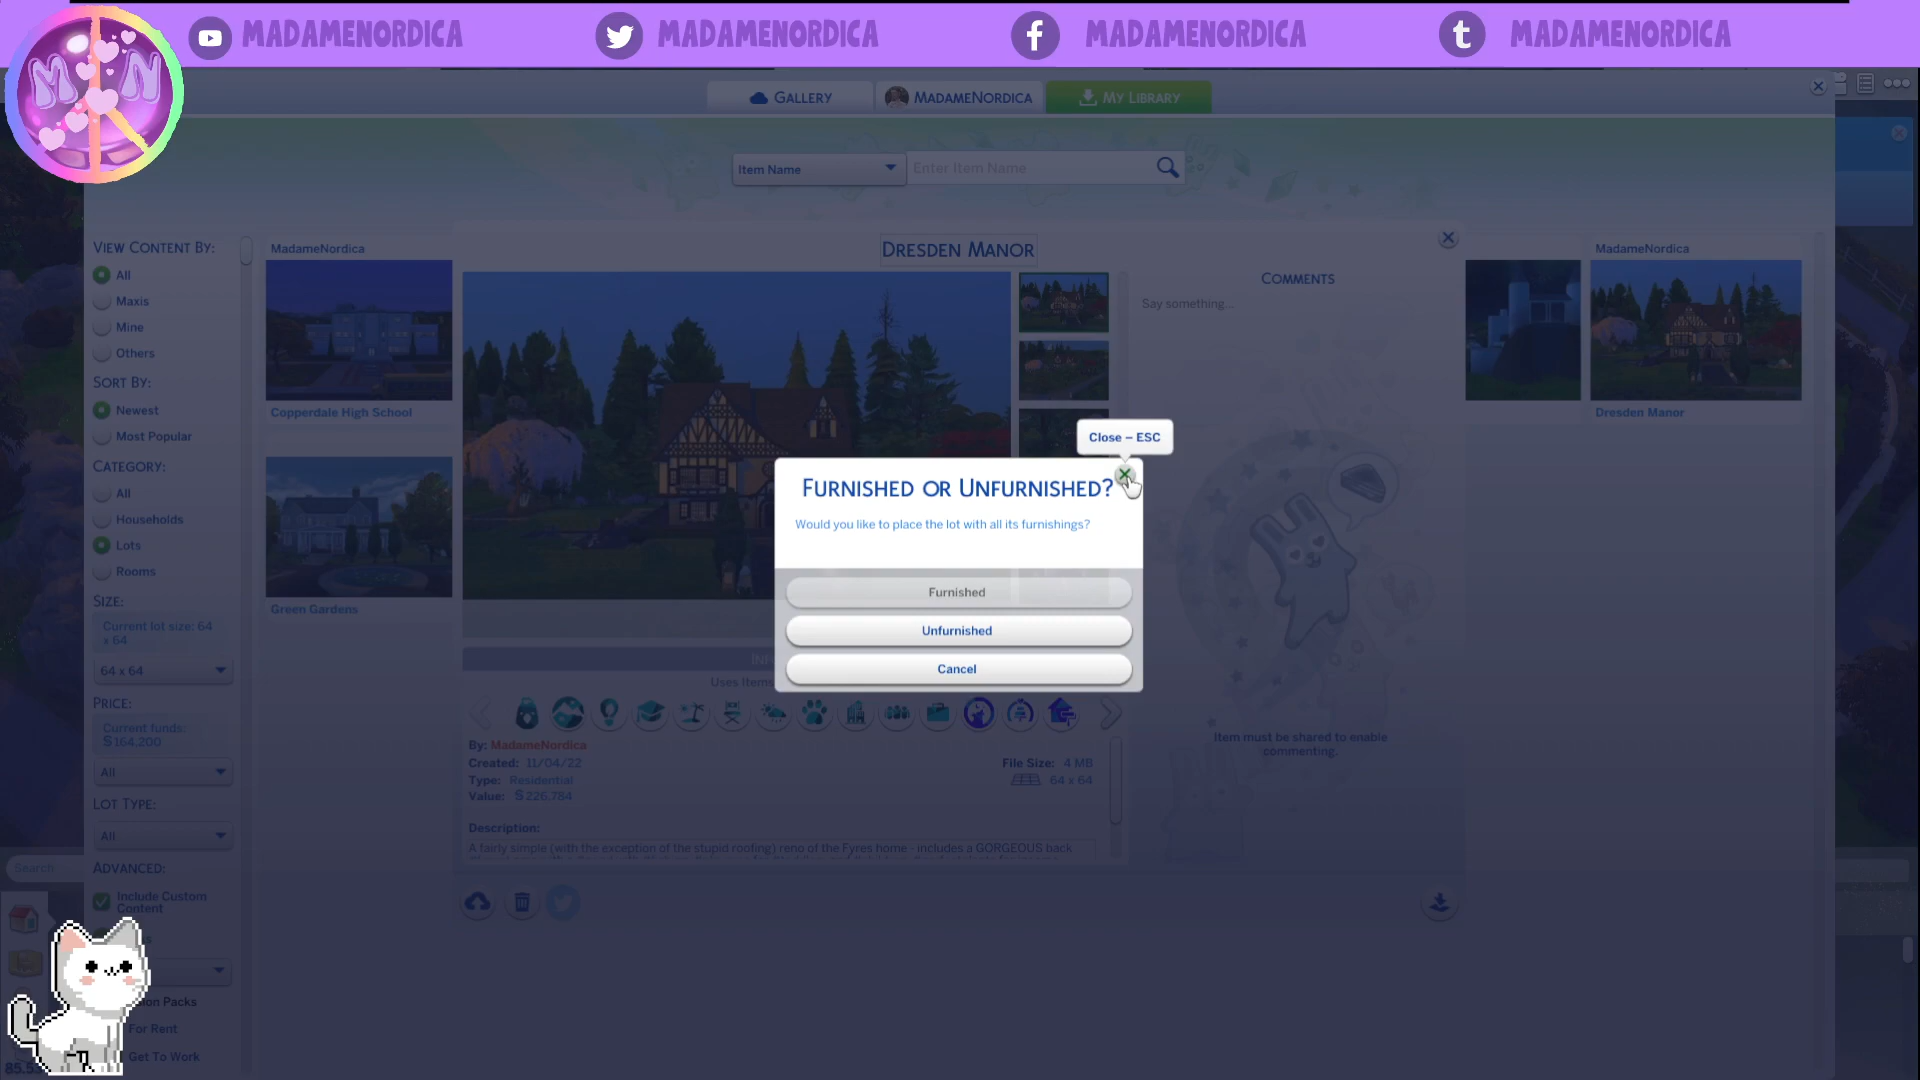 MADAMENORDICA
MADAMENORDICA
MADAMENORDICA
MADAMENORDICA
MN
GALLERY
MADAMENORDICA
MY LIBRARY
Item Name
Enter Item Name
VIEW CONTENT BY:
All
Maxis
Mine
Others
SORT BY:
Newest
Most Popular
CATEGORY:
All
Households
Lots
Rooms
SIZE:
Current lot size: 64
x 64
64 x 64
PRICE:
Current funds:
$164,200
All
LOT TYPE:
All
ADVANCED:
Include Custom
Content
For Rent
Get To Work
Search
MadameNordica
Copperdale High School
Green Gardens
DRESDEN MANOR
COMMENTS
Say something...
MadameNordica
Dresden Manor
Close – ESC
FURNISHED OR UNFURNISHED?
Would you like to place the lot with all its furnishings?
Furnished
Unfurnished
Cancel
Uses Items
By: MadameNordica
Created: 11/04/22
Type: Residential
Value: $226,784
File Size: 4 MB
64 x 64
Description:
A fairly simple (with the exception of the stupid roofing) reno of the Fyres home - includes a GORGEOUS back
Item must be shared to enable
commenting.